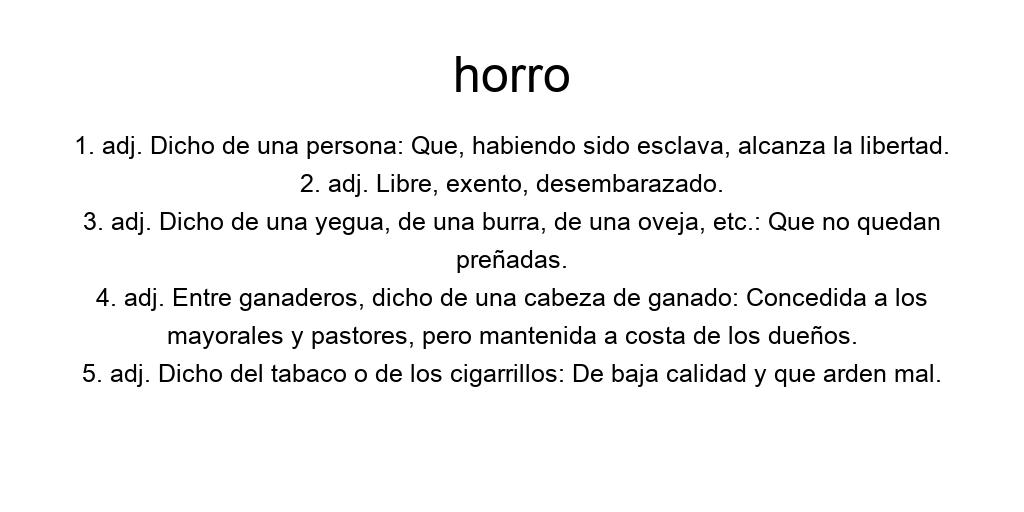 horro
1. adj. Dicho de una persona: Que, habiendo sido esclava, alcanza la libertad.
2. adj. Libre, exento, desembarazado.
3. adj. Dicho de una yegua, de una burra, de una oveja, etc.: Que no quedan
preñadas.
4. adj. Entre ganaderos, dicho de una cabeza de ganado: Concedida a los
mayorales y pastores, pero mantenida a costa de los dueños.
5. adj. Dicho del tabaco o de los cigarrillos: De baja calidad y que arden mal.